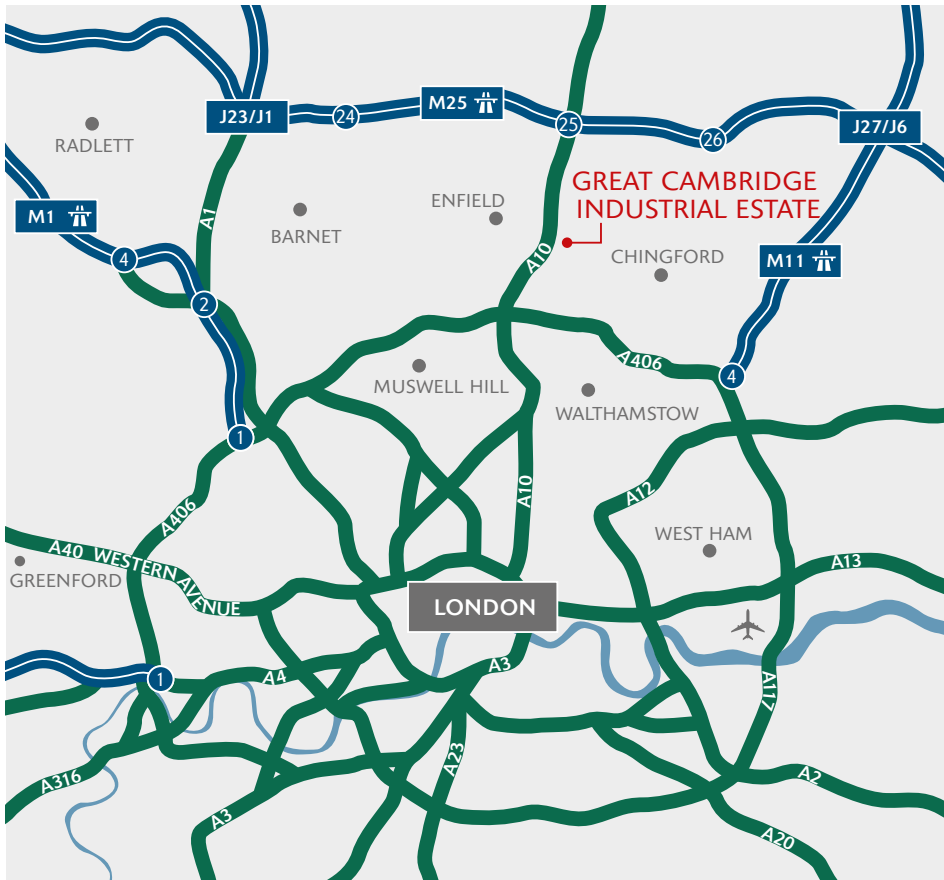 J23/J1
24
M25
25
26
J27/J6
RADLETT
M1
A1
BARNET
ENFIELD
GREAT CAMBRIDGE
INDUSTRIAL ESTATE
A10
CHINGFORD
M11
4
2
MUSWELL HILL
A406
4
WALTHAMSTOW
1
A406
A10
A12
WEST HAM
A40 WESTERN AVENUE
GREENFORD
LONDON
A13
1
A4
A3
A117
A316
A3
A23
A2
A20